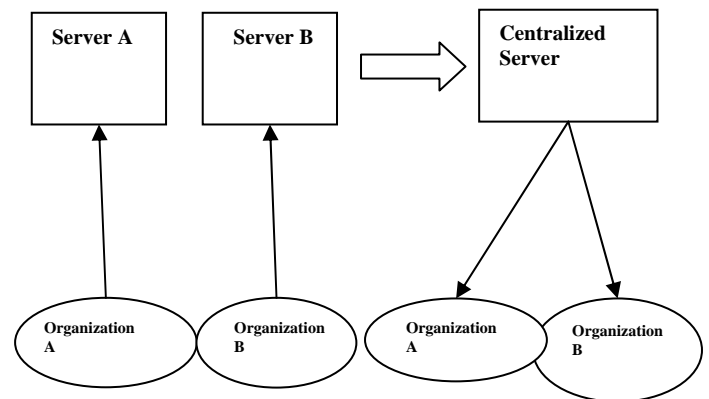 Server A
Server B
Centralized
Server
Organization
A
Organization
B
Organization
A
Organization
B